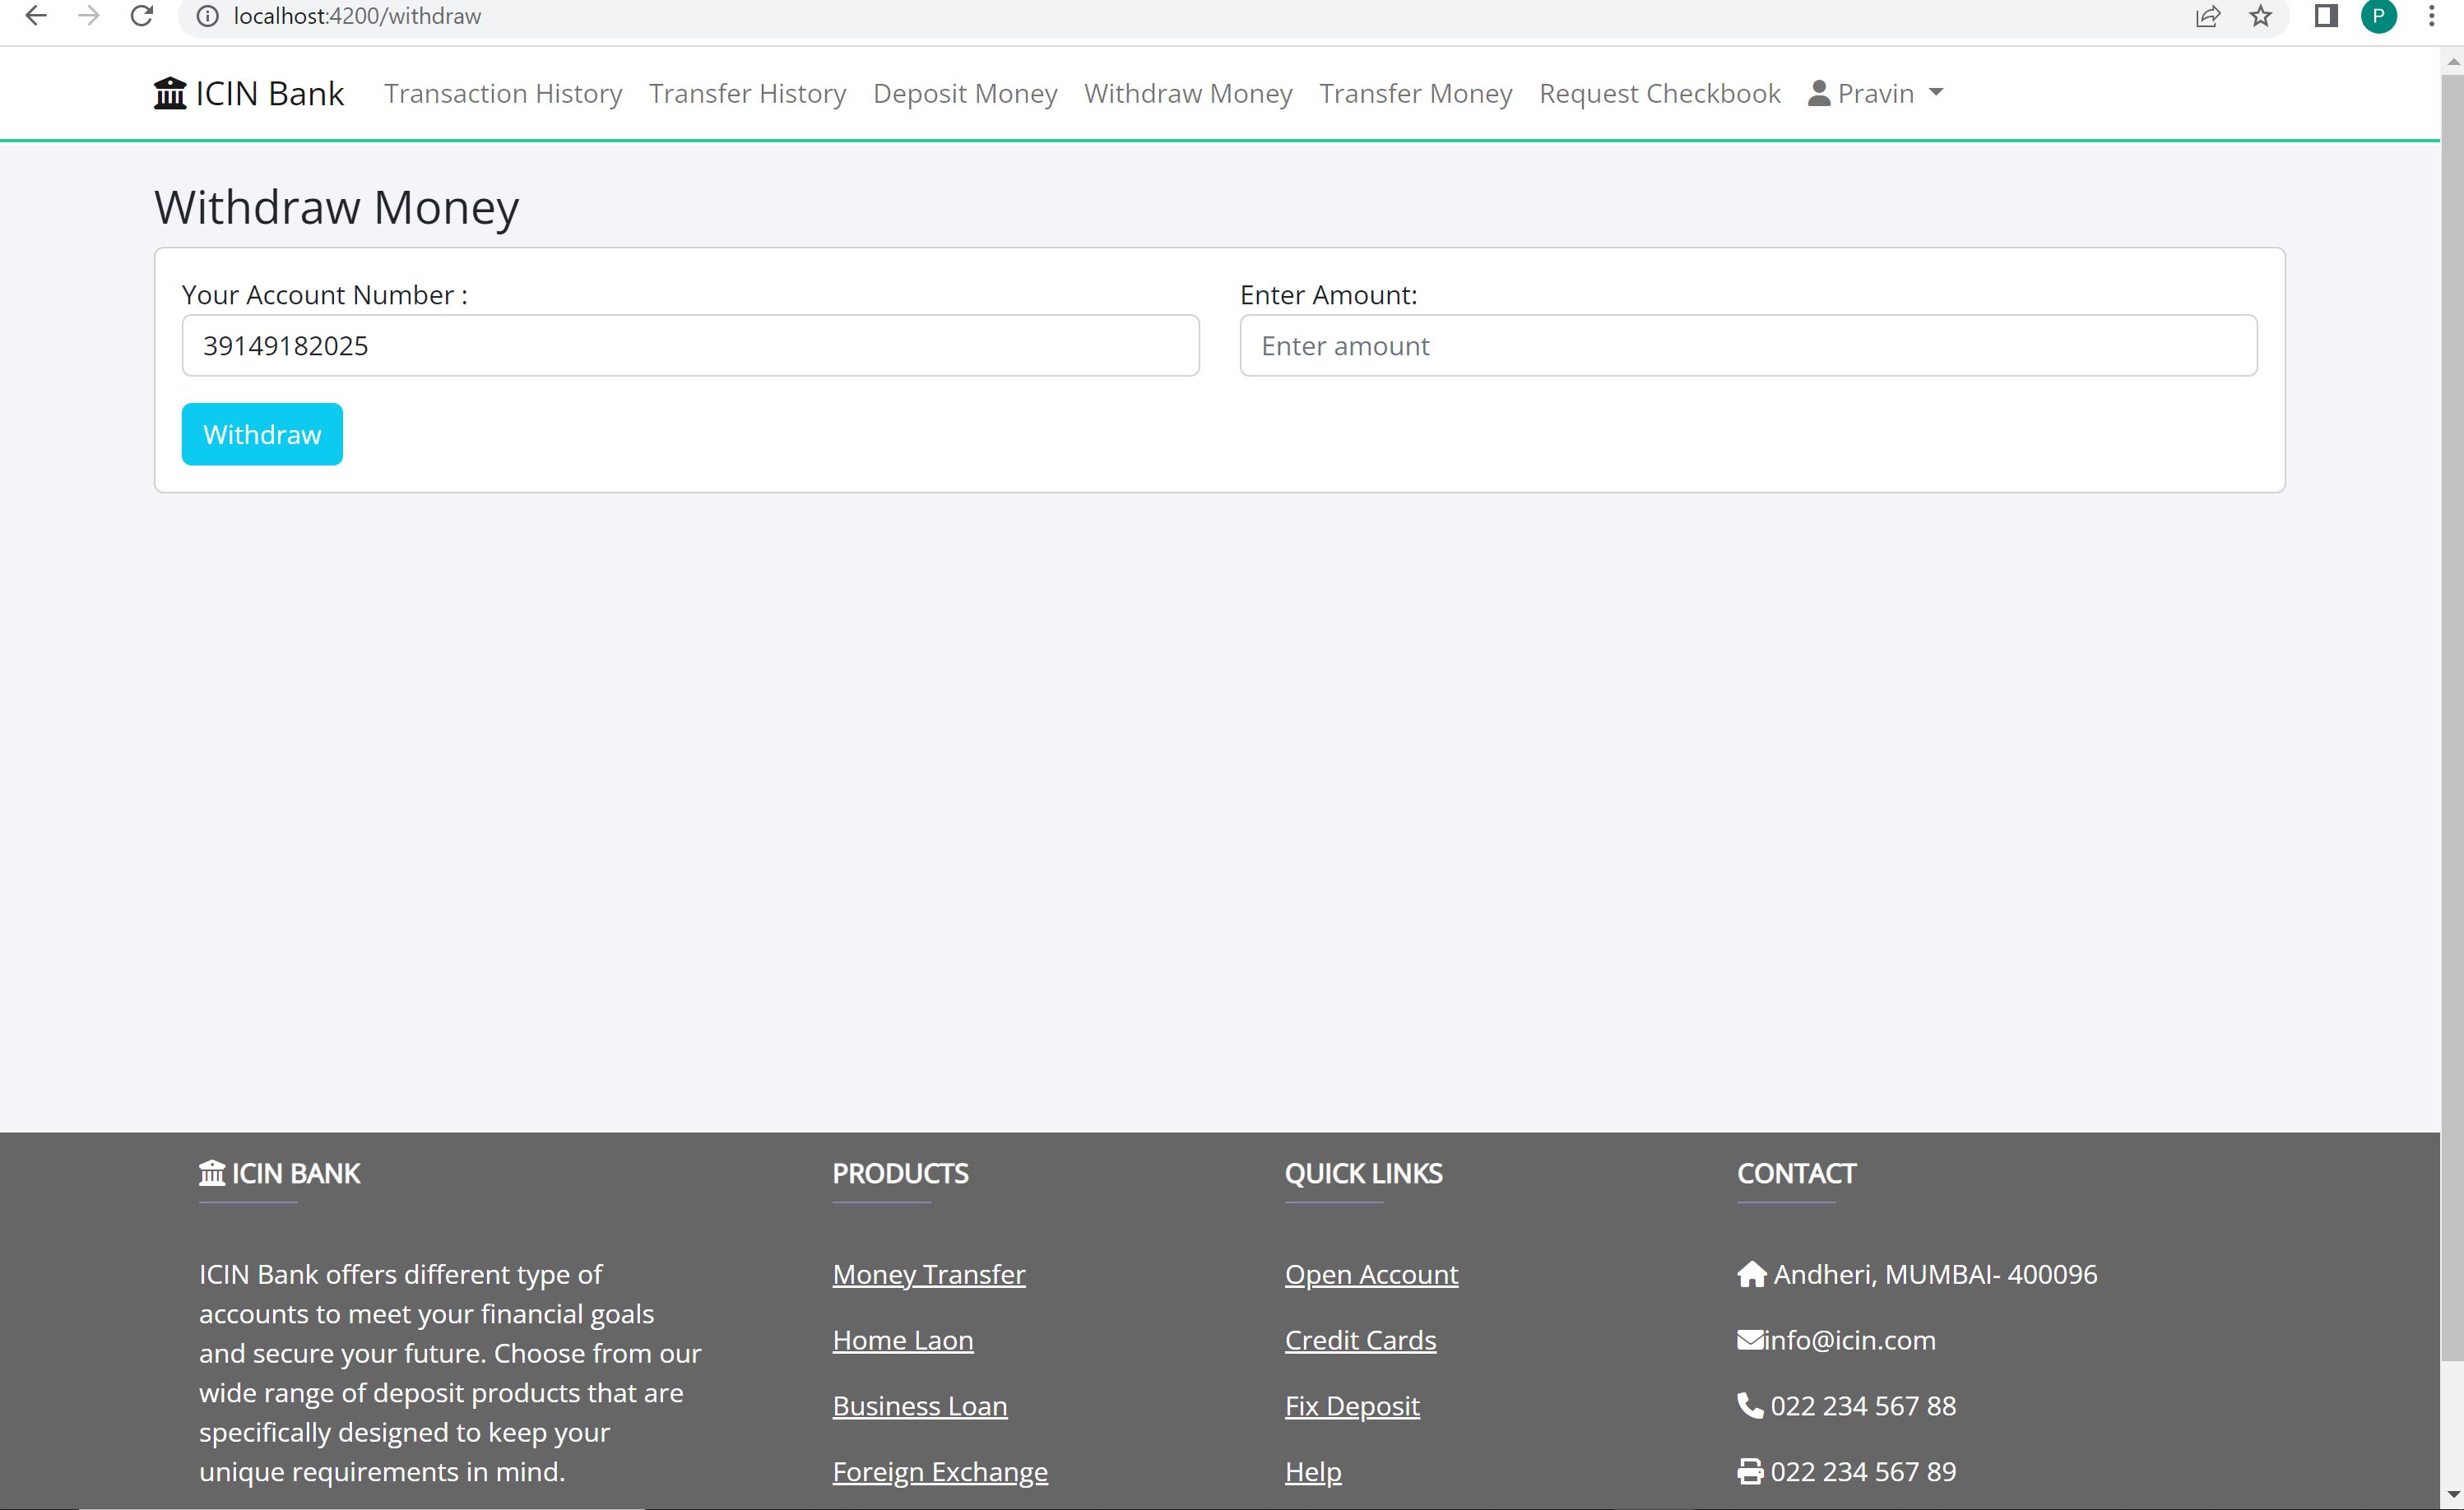 localhost:4200/withdraw
P
ICIN Bank Transaction History Transfer History Deposit Money Withdraw Money Transfer Money Request Checkbook Pravin
Withdraw Money
Your Account Number : Enter Amount:
39149182025 Enter amount
Withdraw
ICIN BANK PRODUCTS QUICK LINKS CONTACT
ICIN Bank offers different type of
accounts to meet your financial goals
and secure your future. Choose from our
wide range of deposit products that are
specifically designed to keep your
unique requirements in mind.
Money Transfer
Home Laon
Business Loan
Foreign Exchange
Open Account
Credit Cards
Fix Deposit
Help
Andheri, MUMBAI- 400096
info@icin.com
022 234 567 88
022 234 567 89